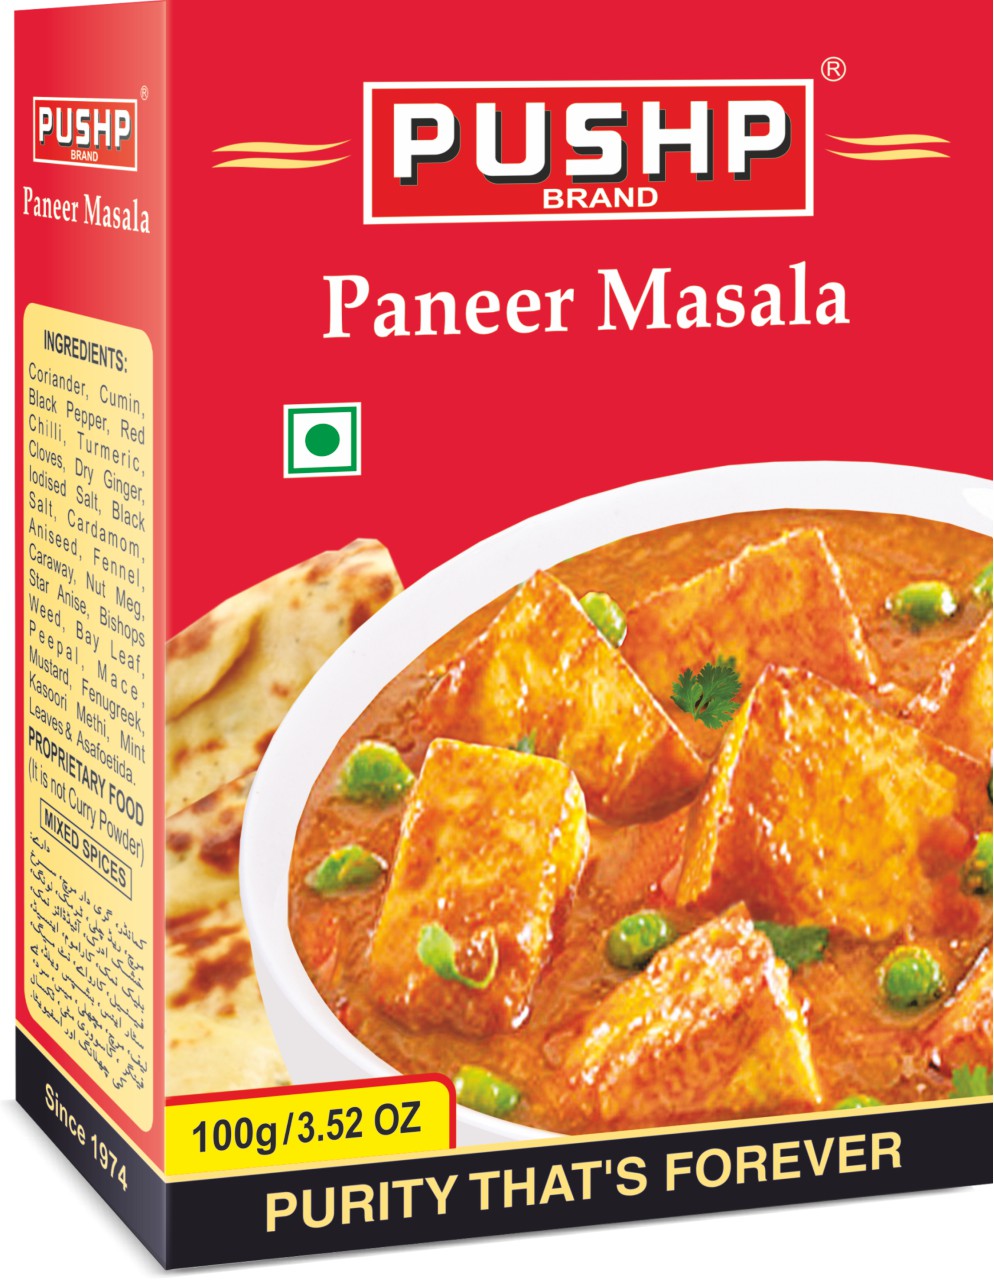 PUSHP
BRAND
®
Paneer Masala
INGREDIENTS:
Coriander, Cumin,
Black Pepper, Red
Chilli, Turmeric,
Cloves, Dry Ginger,
Iodised Salt, Black
Salt, Cardamom,
Aniseed, Fennel,
Caraway, Nut Meg,
Star Anise, Bishops
Weed, Bay Leaf,
Peepal, Mace,
Mustard, Fenugreek,
Kasoori Methi, Mint
Leaves & Asafoetida.
PROPRIETARY FOOD
(It is not Curry Powder)
MIXED SPICES
Since 1974
PUSHP
BRAND
®
Paneer Masala
100g/3.52 OZ
PURITY THAT'S FOREVER